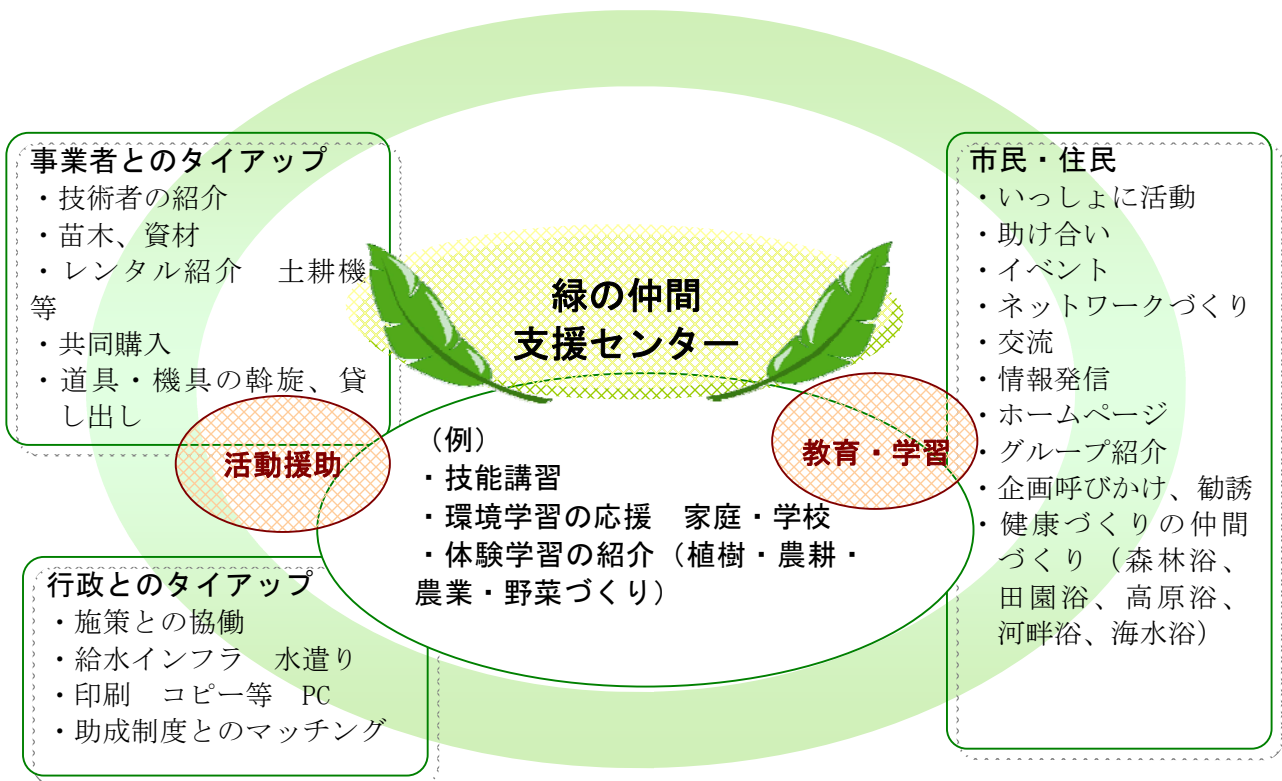 事業者とのタイアップ
・技術者の紹介
・苗木、資材
・レンタル紹介　土耕機
等
・共同購入
・道具・機具の斡旋、貸
し出し
活動援助
行政とのタイアップ
・施策との協働
・給水インフラ　水遣り
・印刷　コピー等　PC
・助成制度とのマッチング
緑の仲間
支援センター
（例）
・技能講習
・環境学習の応援　家庭・学校
・体験学習の紹介（植樹・農耕・
農業・野菜づくり）
教育・学習
市民・住民
・いっしょに活動
・助け合い
・イベント
・ネットワークづくり
・交流
・情報発信
・ホームページ
・グループ紹介
・企画呼びかけ、勧誘
・健康づくりの仲間
づくり（森林浴、
田園浴、高原浴、
河畔浴、海水浴）